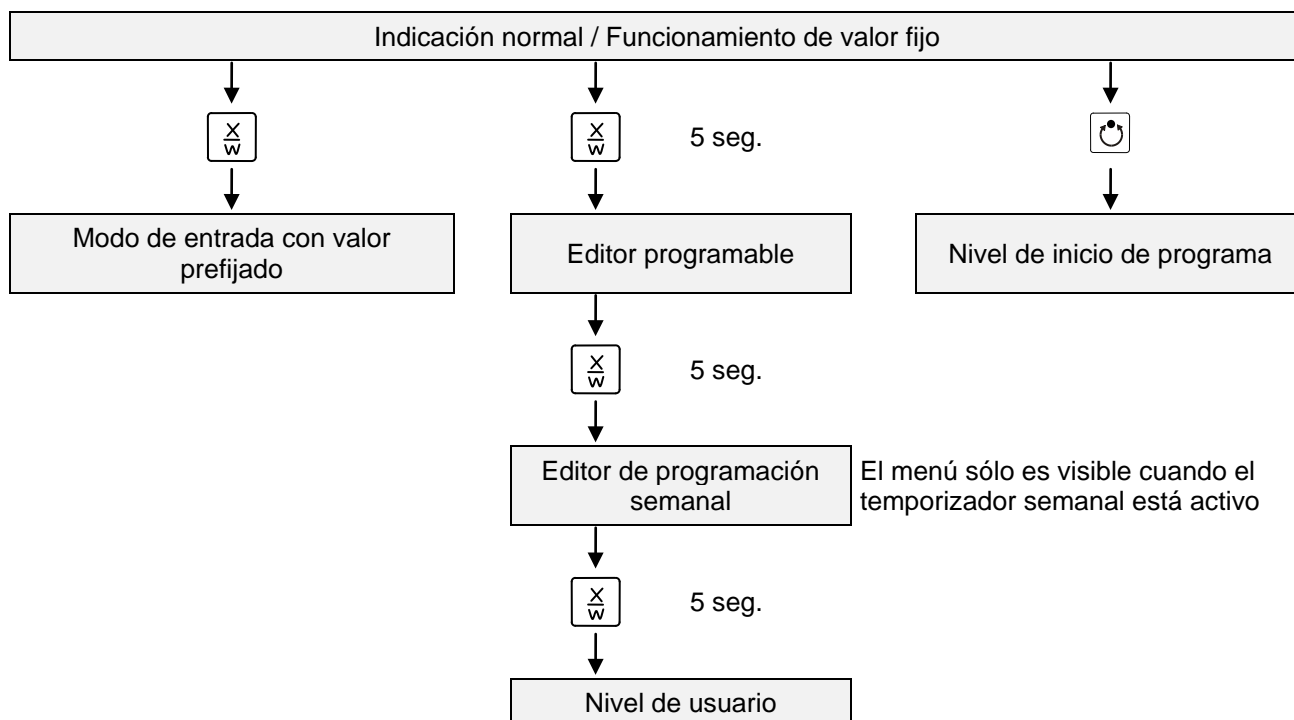 Indicación normal / Funcionamiento de valor fijo
X
W
X
W
5 seg.
Modo de entrada con valor
prefijado
Editor programable
Nivel de inicio de programa
X
W
5 seg.
Editor de programación
semanal
El menú sólo es visible cuando el
temporizador semanal está activo
X
W
5 seg.
Nivel de usuario